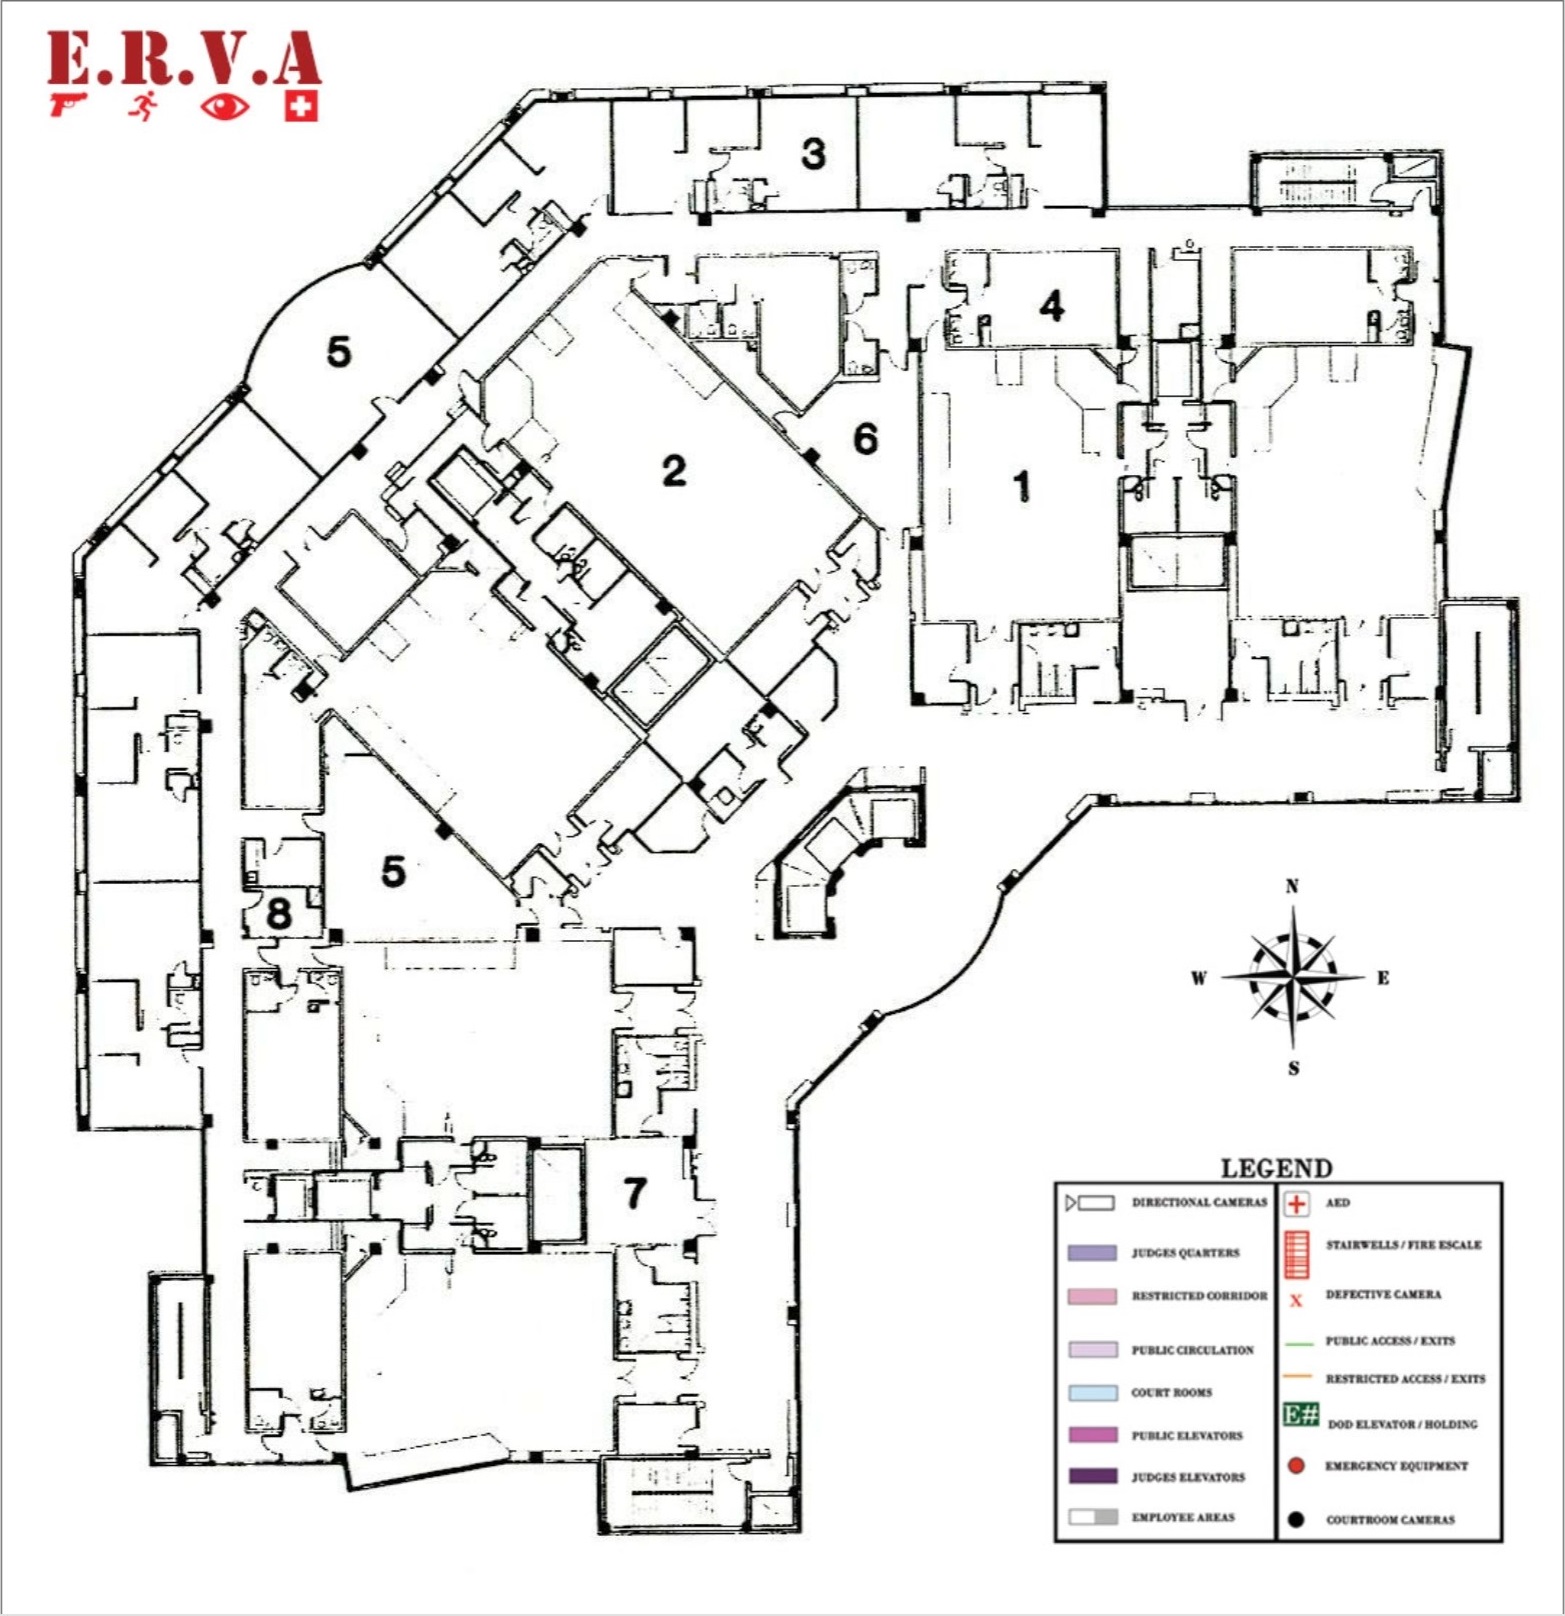 E.R.V.A
3
4
5
6
2
1
5
8
7
N
W E
S
LEGEND
DIRECTIONAL CAMERAS
JUDGES QUARTERS
RESTRICTED CORRIDOR
PUBLIC CIRCULATION
COURT ROOMS
PUBLIC ELEVATORS
JUDGES ELEVATORS
EMPLOYEE AREAS
AED
STAIRWELLS / FIRE ESCALE
X DEFECTIVE CAMERA
PUBLIC ACCESS / EXITS
RESTRICTED ACCESS / EXITS
E# DOD ELEVATOR / HOLDING
EMERGENCY EQUIPMENT
COURTROOM CAMERAS